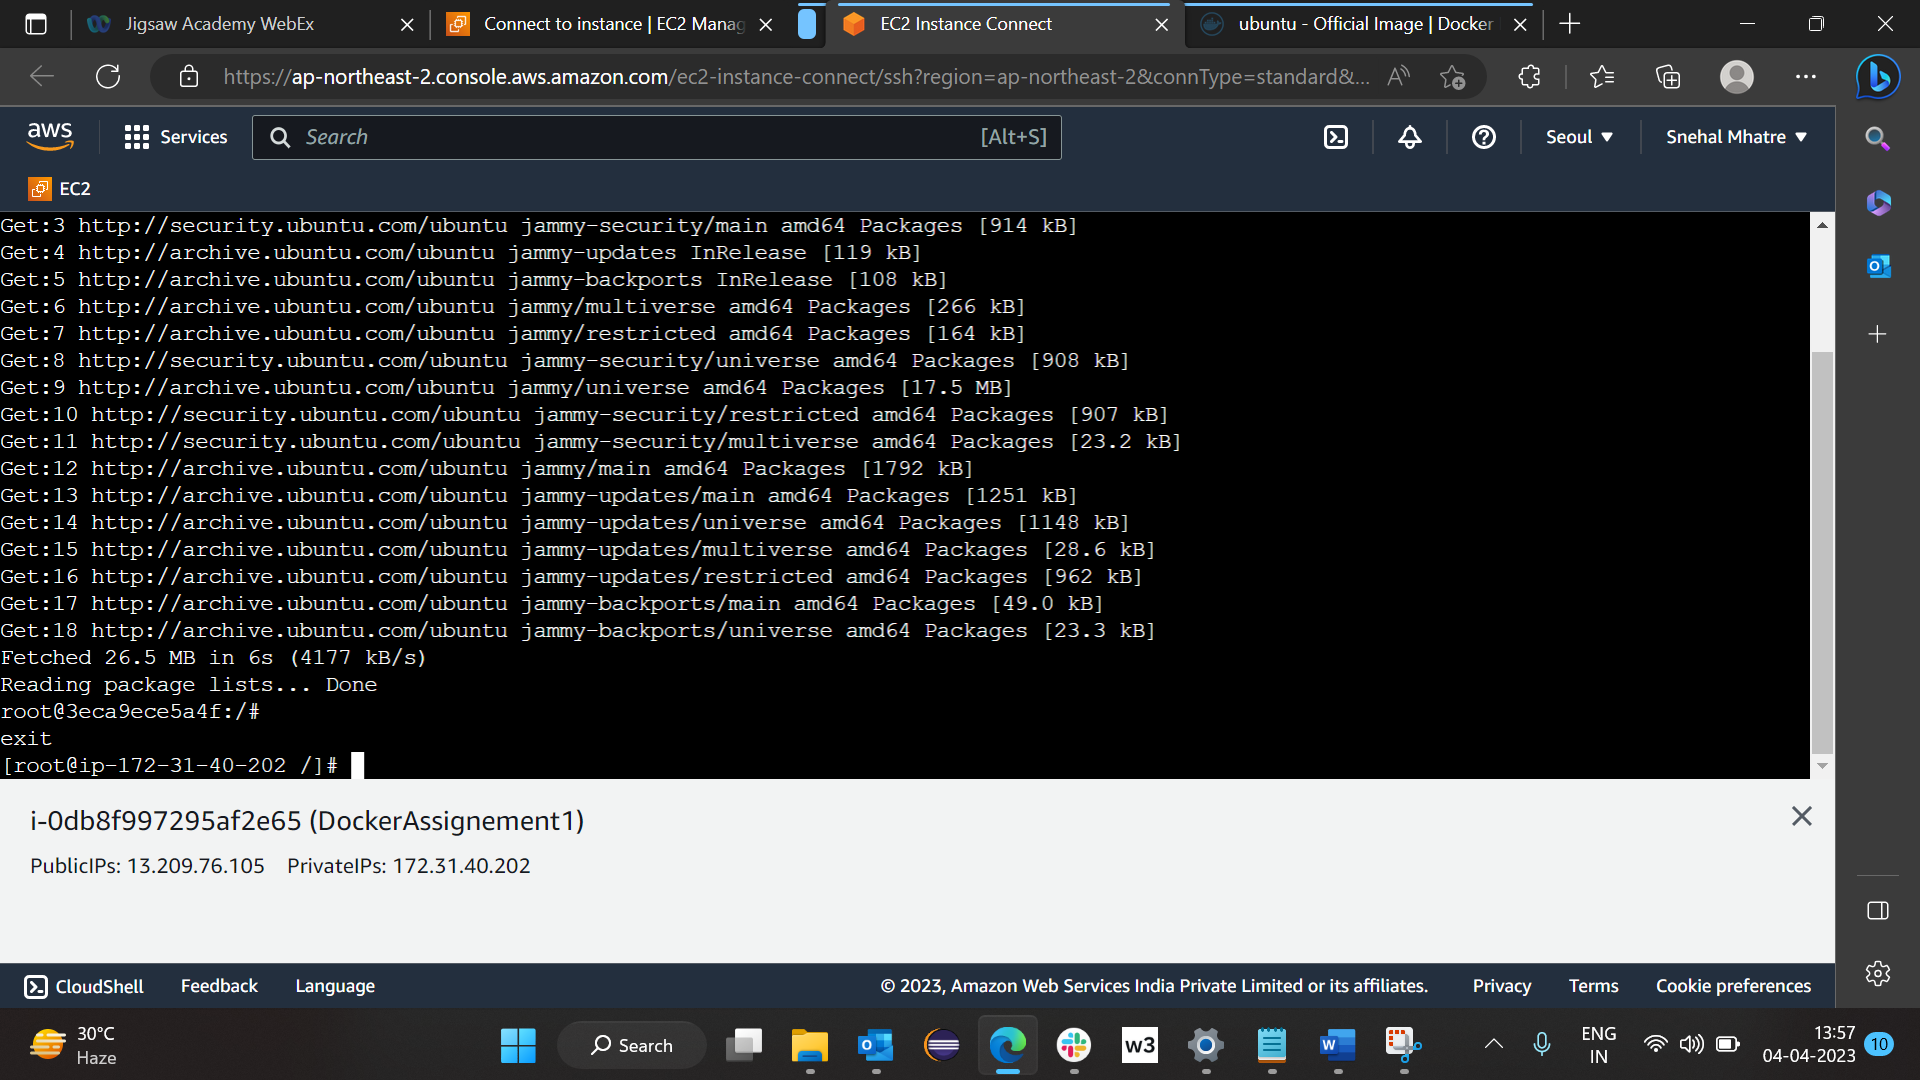 Jigsaw Academy WebEx
Connect to instance | EC2 Manag
EC2 Instance Connect
ubuntu - Official Image | Docker
https://ap-northeast-2.console.aws.amazon.com/ec2-instance-connect/ssh?region=ap-northeast-2&connType=standard&...
aws
Services
Search
[Alt+S]
Seoul
Snehal Mhatre
EC2
Get:3 http://security.ubuntu.com/ubuntu jammy-security/main amd64 Packages [914 kB]
Get:4 http://archive.ubuntu.com/ubuntu jammy-updates InRelease [119 kB]
Get:5 http://archive.ubuntu.com/ubuntu jammy-backports InRelease [108 kB]
Get:6 http://archive.ubuntu.com/ubuntu jammy/multiverse amd64 Packages [266 kB]
Get:7 http://archive.ubuntu.com/ubuntu jammy/restricted amd64 Packages [164 kB]
Get:8 http://security.ubuntu.com/ubuntu jammy-security/universe amd64 Packages [908 kB]
Get:9 http://archive.ubuntu.com/ubuntu jammy/universe amd64 Packages [17.5 MB]
Get:10 http://security.ubuntu.com/ubuntu jammy-security/restricted amd64 Packages [907 kB]
Get:11 http://security.ubuntu.com/ubuntu jammy-security/multiverse amd64 Packages [23.2 kB]
Get:12 http://archive.ubuntu.com/ubuntu jammy/main amd64 Packages [1792 kB]
Get:13 http://archive.ubuntu.com/ubuntu jammy-updates/main amd64 Packages [1251 kB]
Get:14 http://archive.ubuntu.com/ubuntu jammy-updates/universe amd64 Packages [1148 kB]
Get:15 http://archive.ubuntu.com/ubuntu jammy-updates/multiverse amd64 Packages [28.6 kB]
Get:16 http://archive.ubuntu.com/ubuntu jammy-updates/restricted amd64 Packages [962 kB]
Get:17 http://archive.ubuntu.com/ubuntu jammy-backports/main amd64 Packages [49.0 kB]
Get:18 http://archive.ubuntu.com/ubuntu jammy-backports/universe amd64 Packages [23.3 kB]
Fetched 26.5 MB in 6s (4177 kB/s)
Reading package lists... Done
root@3eca9ece5a4f:/#
exit
[root@ip-172-31-40-202 /]#
i-0db8f997295af2e65 (DockerAssignement1)
PublicIPs: 13.209.76.105 PrivateIPs: 172.31.40.202
CloudShell
Feedback
Language
© 2023, Amazon Web Services India Private Limited or its affiliates.
Privacy
Terms
Cookie preferences
30°C
Haze
Search
w3
ENG
IN
13:57
04-04-2023
10